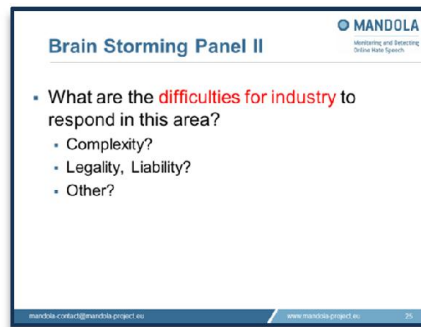 MANDOLA
Monitoring and Detecting
Online Hate Speech
Brain Storming Panel II
What are the difficulties for industry to
respond in this area?
Complexity?
Legality, Liability?
Other?
mandola-contact@mandola-project.eu
www.mandola-project.eu
25